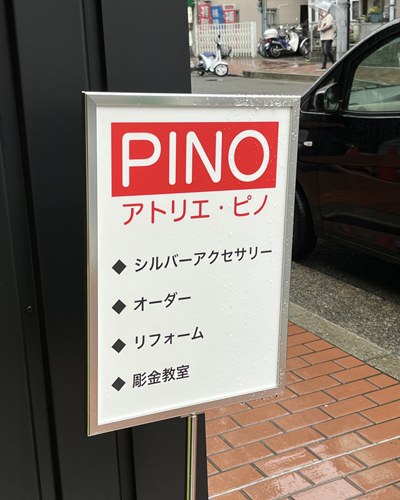 PINO
アトリエ・ピノ
◆ シルバーアクセサリー
◆ オーダー
◆ リフォーム
◆ 彫金教室